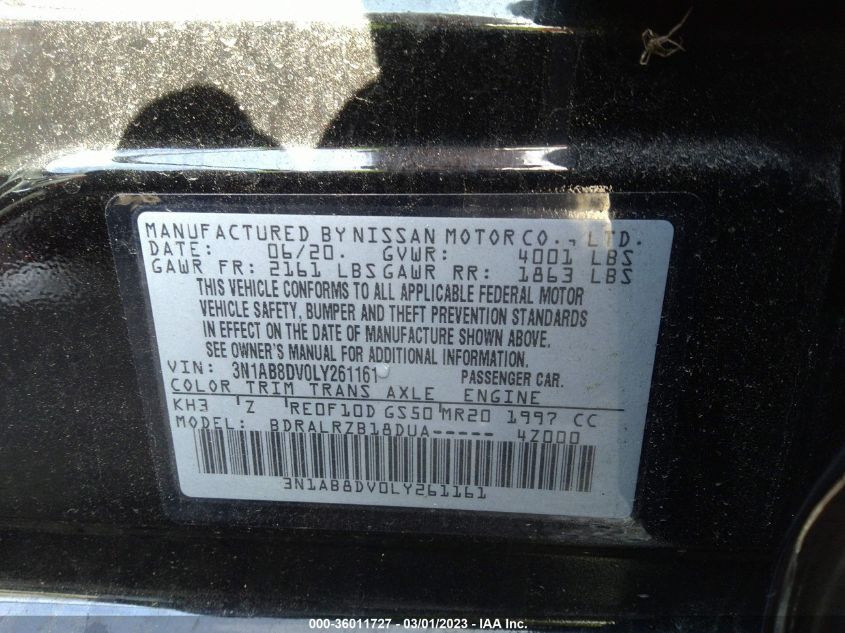 MANUFACTURED BY NISSAN MOTOR CO., LTD.
DATE: 06/20. GVWR: 4001 LBS
GAWR FR: 2161 LBS GAWR RR: 1863 LBS
THIS VEHICLE CONFORMS TO ALL APPLICABLE FEDERAL MOTOR
VEHICLE SAFETY, BUMPER AND THEFT PREVENTION STANDARDS
IN EFFECT ON THE DATE OF MANUFACTURE SHOWN ABOVE.
SEE OWNER'S MANUAL FOR ADDITIONAL INFORMATION.
VIN: 3N1AB8DV0LY261161 PASSENGER CAR.
COLOR TRIM TRANS AXLE ENGINE
KH3 Z RE0F10D GS50 MR20 1997 CC
MODEL: BDRALRZB18DUA----- 4Z000
3N1AB8DV0LY261161
000-36011727 - 03/01/2023 - IAA Inc.